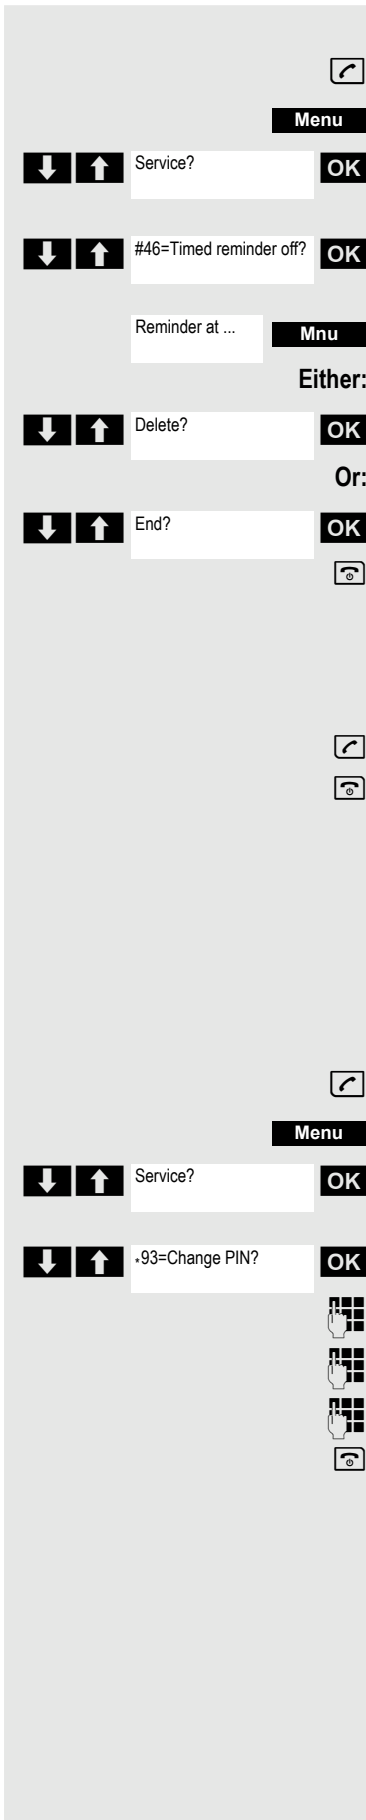 Menu
Service? OK
#46=Timed reminder off? OK
Reminder at ... Mnu
Either:
Delete? OK
Or:
End? OK
Menu
Service? OK
*93=Change PIN? OK